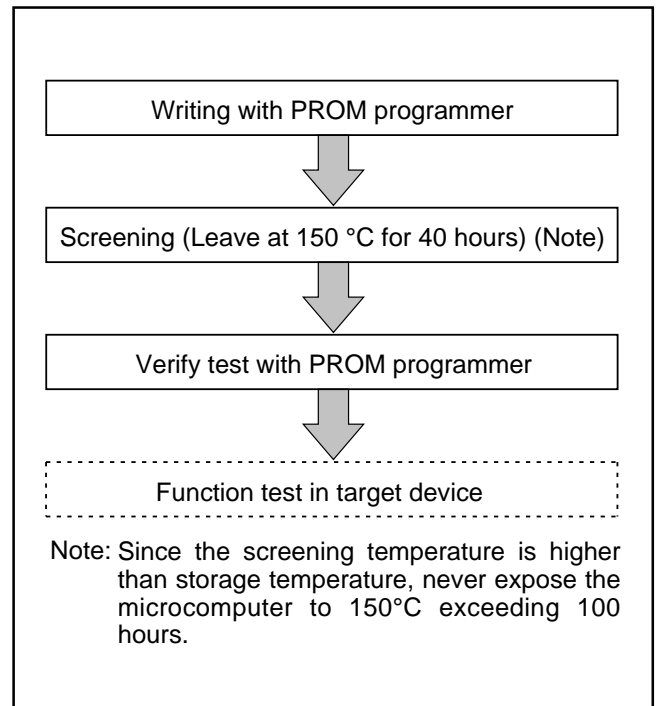 Writing with PROM programmer
Screening (Leave at 150 °C for 40 hours) (Note)
Verify test with PROM programmer
Function test in target device
Note: Since the screening temperature is higher
than storage temperature, never expose the
microcomputer to 150°C exceeding 100
hours.